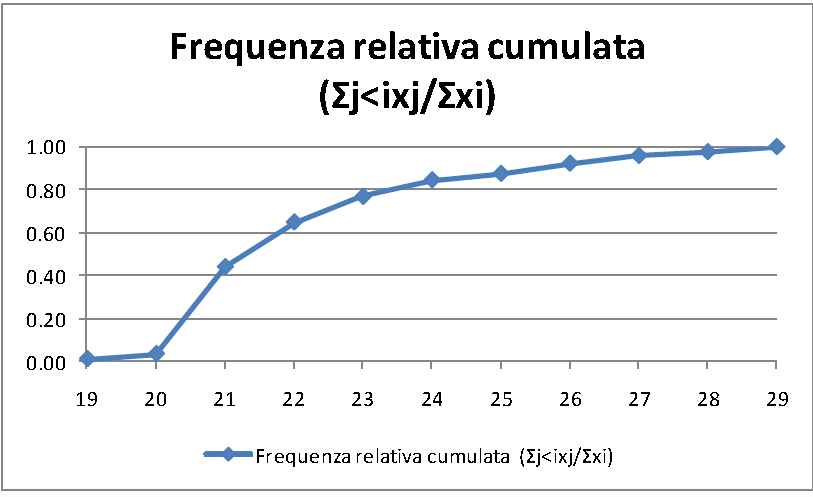 Frequenza relativa cumulata
(Σj<ixj/Σxi)
1.00
0.80
0.60
0.40
0.20
0.00
19 20 21 22 23 24 25 26 27 28 29
Frequenza relativa cumulata (Σj<ixj/Σxi)